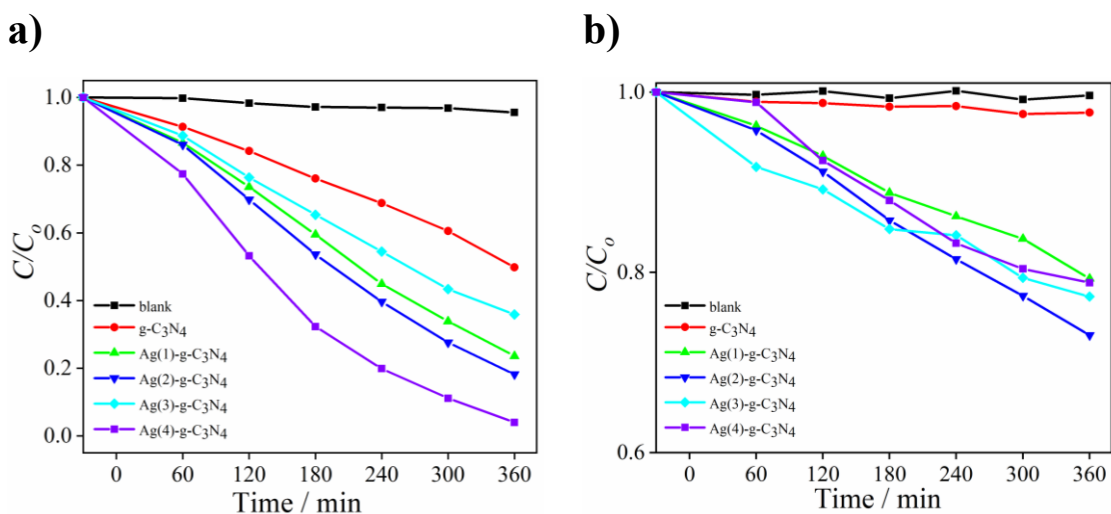 a)
1.0
0.8
0.6
0.4
0.2
0.0
C/Co
blank
g-C3N4
Ag(1)-g-C3N4
Ag(2)-g-C3N4
Ag(3)-g-C3N4
Ag(4)-g-C3N4
0 60 120 180 240 300 360
Time / min
b)
1.0
0.8
0.6
C/Co
blank
g-C3N4
Ag(1)-g-C3N4
Ag(2)-g-C3N4
Ag(3)-g-C3N4
Ag(4)-g-C3N4
0 60 120 180 240 300 360
Time / min